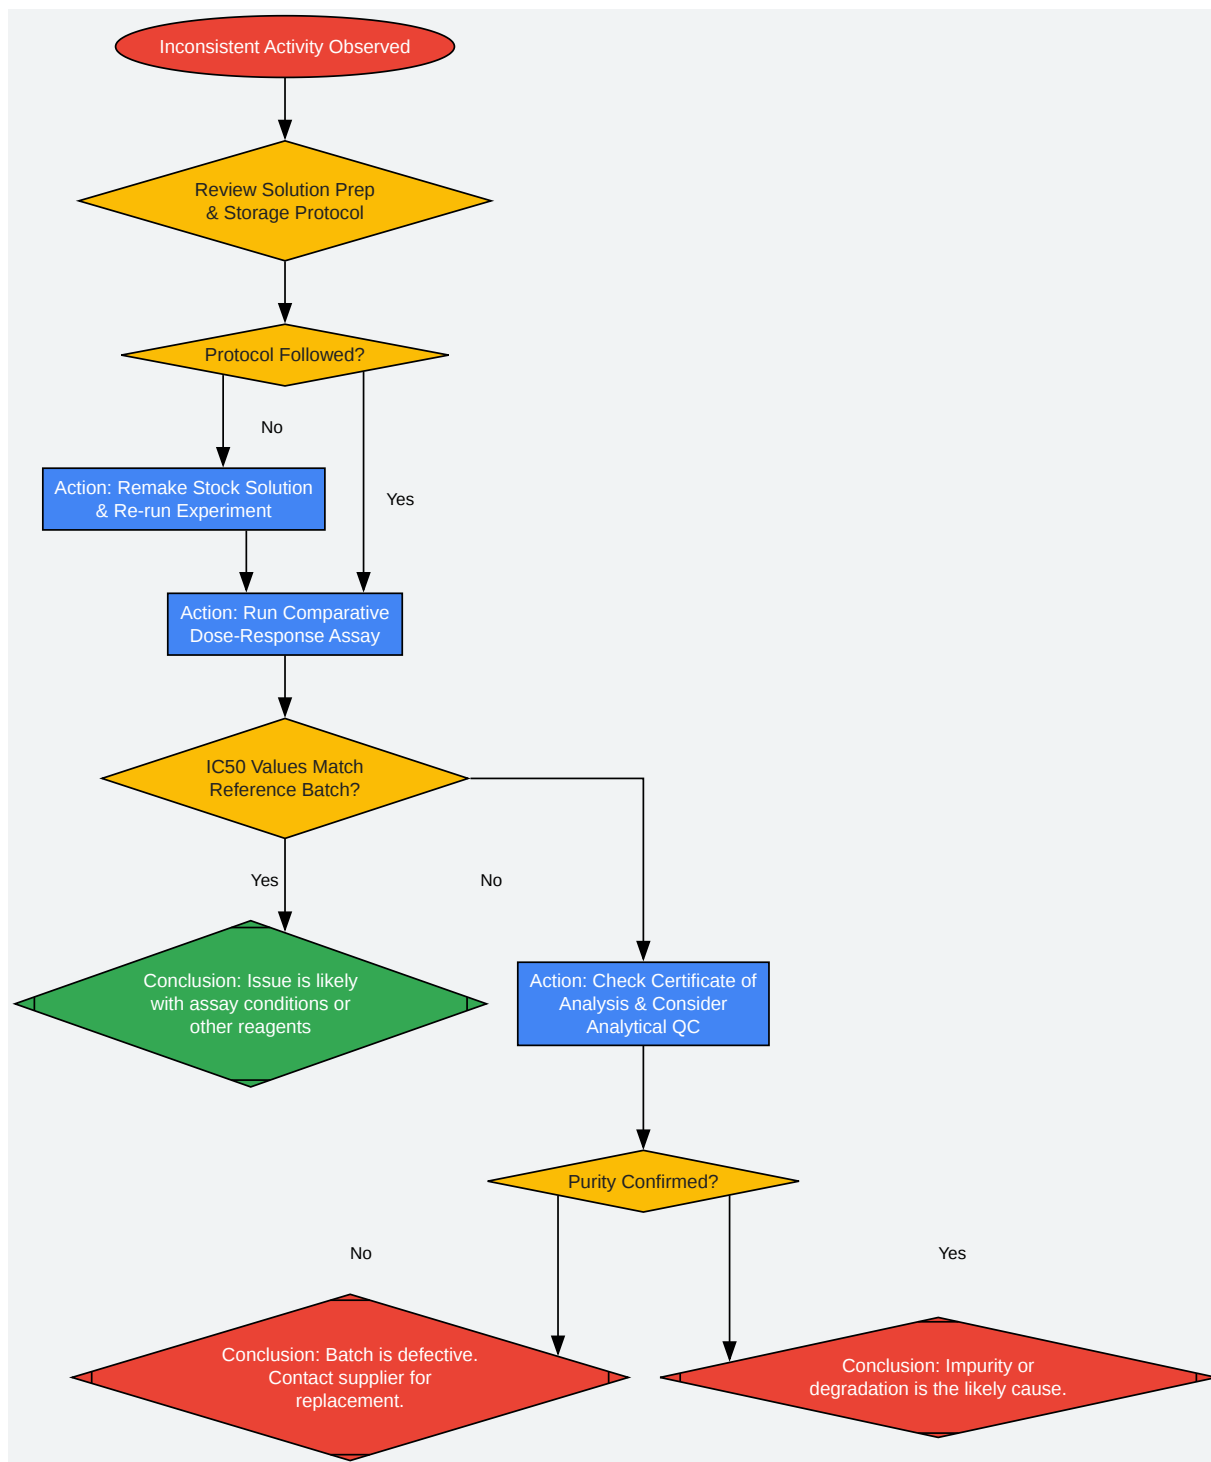 Inconsistent Activity Observed
Review Solution Prep
& Storage Protocol
Protocol Followed?
No
Action: Remake Stock Solution
& Re-run Experiment
Yes
Action: Run Comparative
Dose-Response Assay
IC50 Values Match
Reference Batch?
Yes
No
Conclusion: Issue is likely
with assay conditions or
other reagents
Action: Check Certificate of
Analysis & Consider
Analytical QC
Purity Confirmed?
No
Yes
Conclusion: Batch is defective.
Contact supplier for
replacement.
Conclusion: Impurity or
degradation is the likely cause.